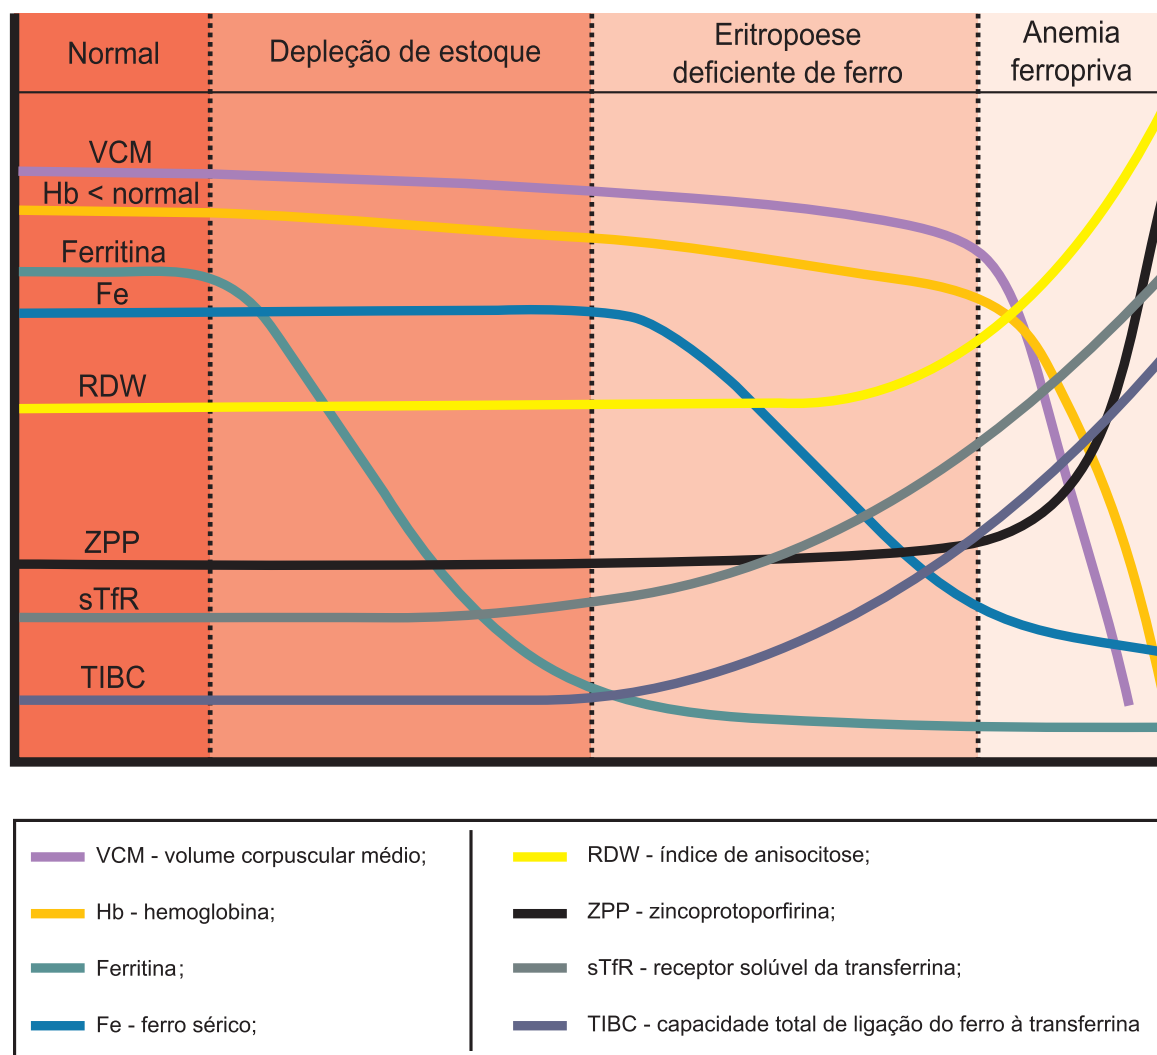 Normal
Depleção de estoque
Eritropoese
deficiente de ferro
Anemia
ferropriva
VCM
Hb < normal
Ferritina
Fe
RDW
ZPP
sTfR
TIBC
VCM - volume corpuscular médio;
Hb - hemoglobina;
Ferritina;
Fe - ferro sérico;
RDW - índice de anisocitose;
ZPP - zincoprotoporfirina;
sTfR - receptor solúvel da transferrina;
TIBC - capacidade total de ligação do ferro à transferrina